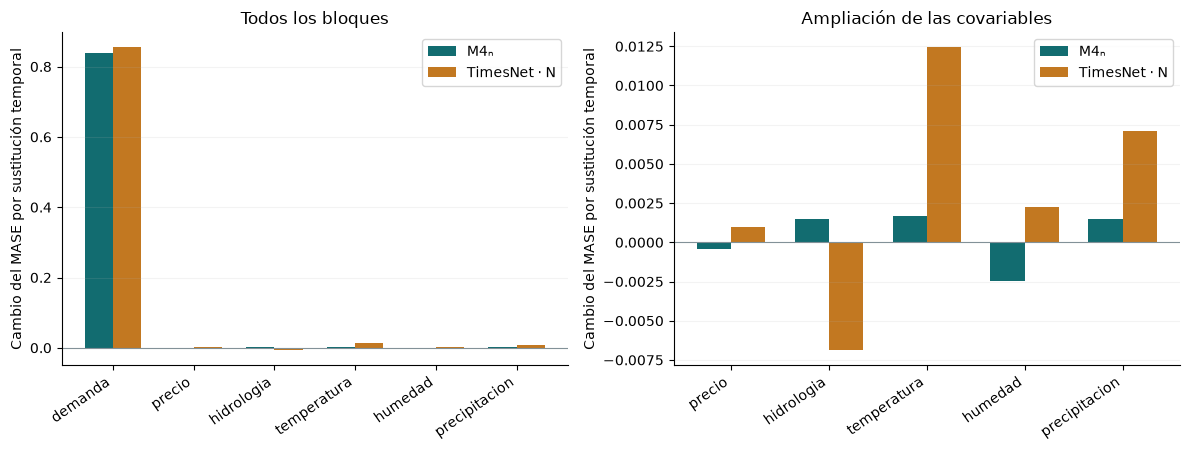 Todos los bloques
Cambio del MASE por sustitución temporal
0.8
0.6
0.4
0.2
0.0
M4ₙ
TimesNet · N
demanda
precio
hidrologia
temperatura
humedad
precipitacion
Ampliación de las covariables
Cambio del MASE por sustitución temporal
0.0125
0.0100
0.0075
0.0050
0.0025
0.0000
−0.0025
−0.0050
−0.0075
M4ₙ
TimesNet · N
precio
hidrologia
temperatura
humedad
precipitacion